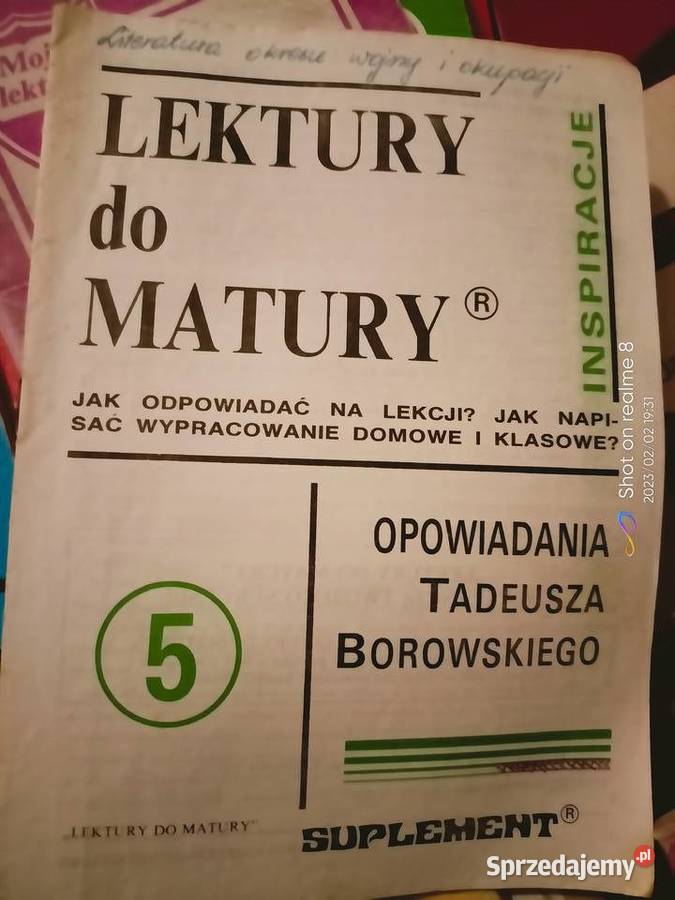 Literatura okresu wojny i okupacji
LEKTURY
do
MATURY®
INSPIRACJE
JAK ODPOWIADAĆ NA LEKCJI? JAK NAPI-
SAĆ WYPRACOWANIE DOMOWE I KLASOWE?
OPOWIADANIA
TADEUSZA
BOROWSKIEGO
5
„LEKTURY DO MATURY”
SUPLEMENT®
Shot on realme 8
2023/02/02 19:31
Sprzedajemy.pl